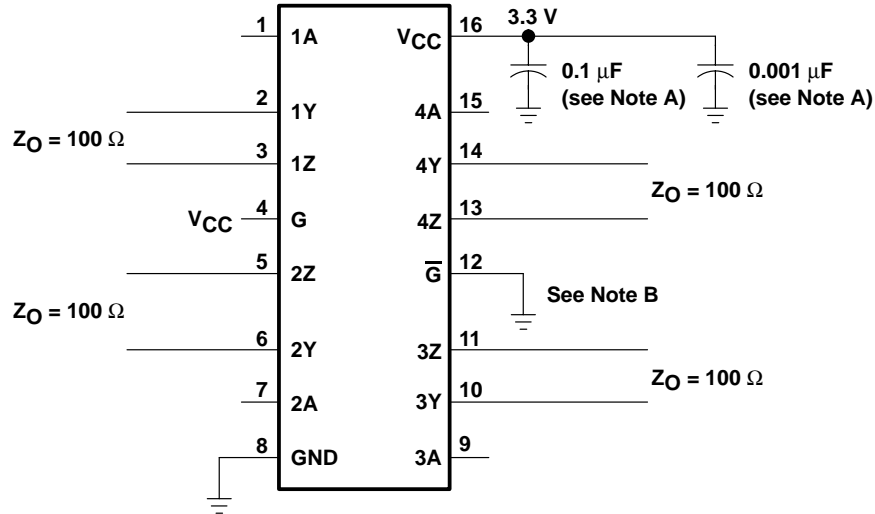 1 1A VCC 16 3.3 V
0.1 μF 0.001 μF
(see Note A) (see Note A)
2 1Y 4A 15
ZO = 100 Ω
3 1Z 4Y 14
ZO = 100 Ω
VCC 4 G 4Z 13
5 2Z G̅ 12
See Note B
ZO = 100 Ω
6 2Y 3Z 11
ZO = 100 Ω
7 2A 3Y 10
8 GND 3A 9